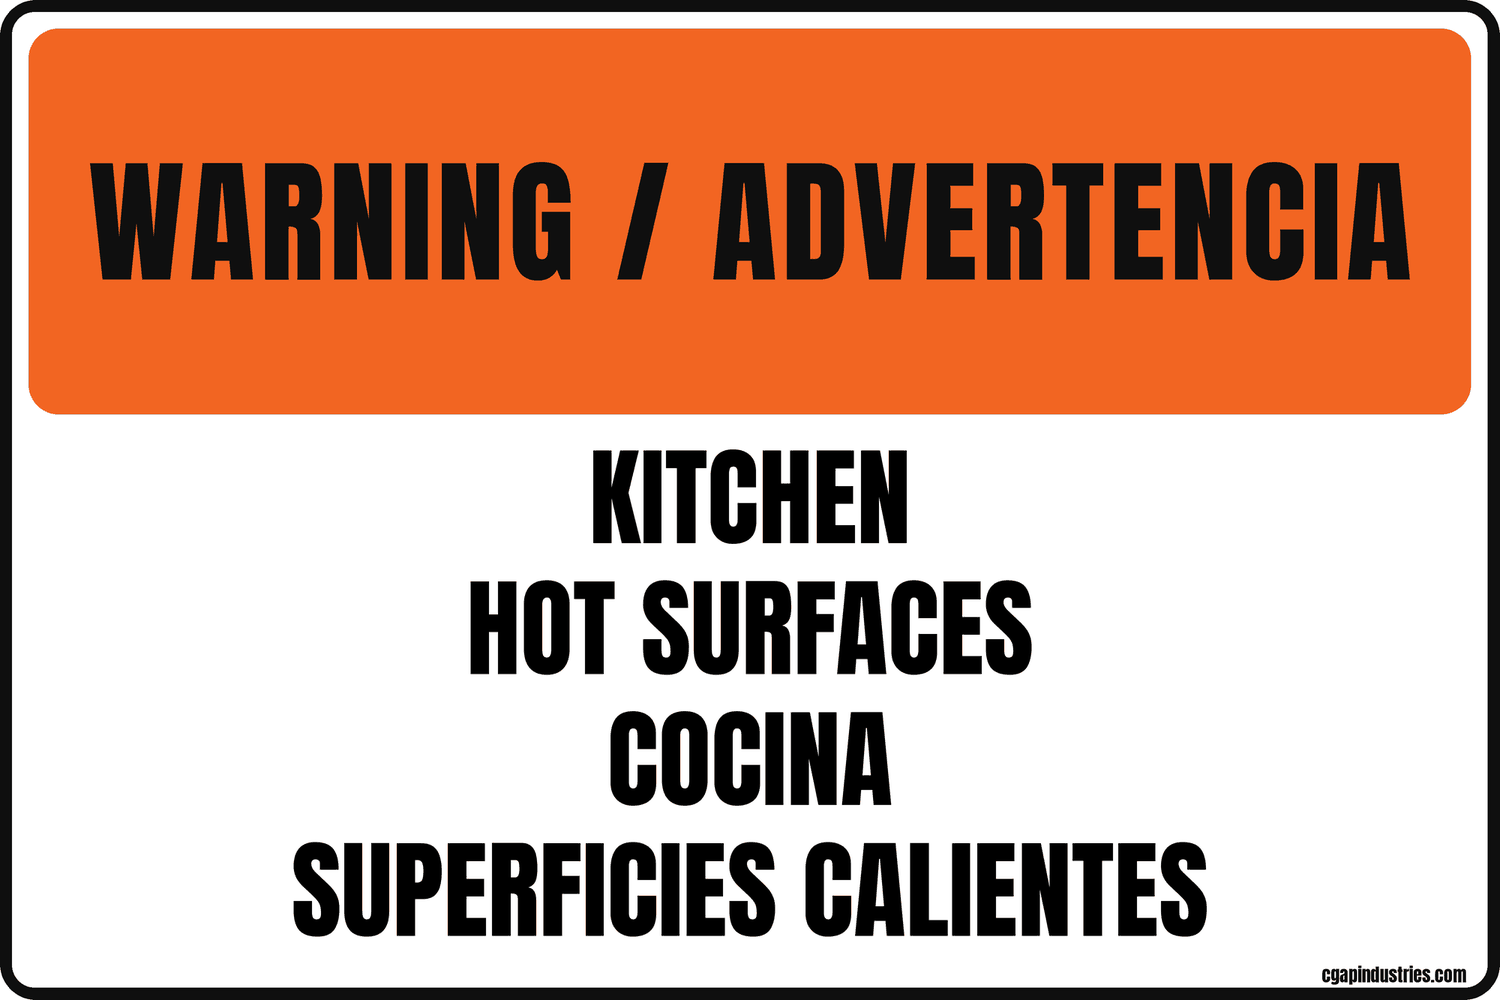 WARNING / ADVERTENCIA
KITCHEN
HOT SURFACES
COCINA
SUPERFICIES CALIENTES
cgapindustries.com